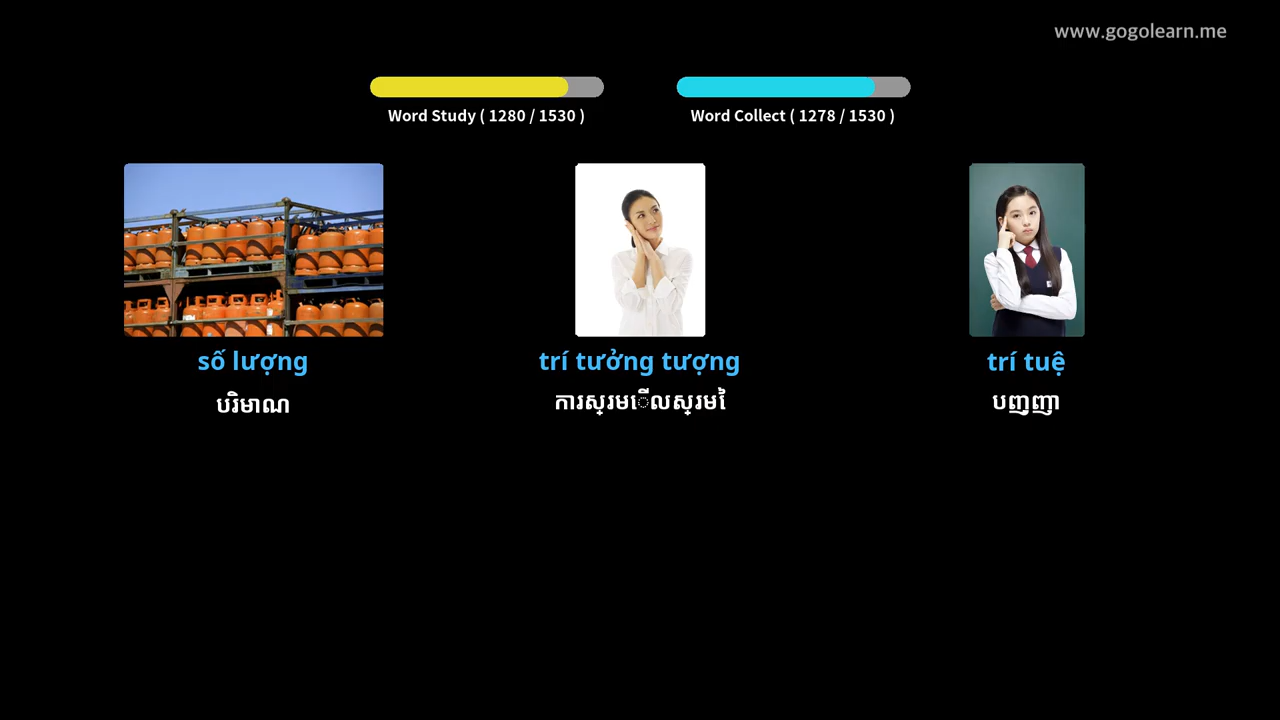 www.gogolearn.me
Word Study ( 1280 / 1530 )
Word Collect ( 1278 / 1530 )
số lượng
trí tưởng tượng
trí tuệ
បរិមាណ
ការស្រមើលស្រមៃ
បញ្ញា